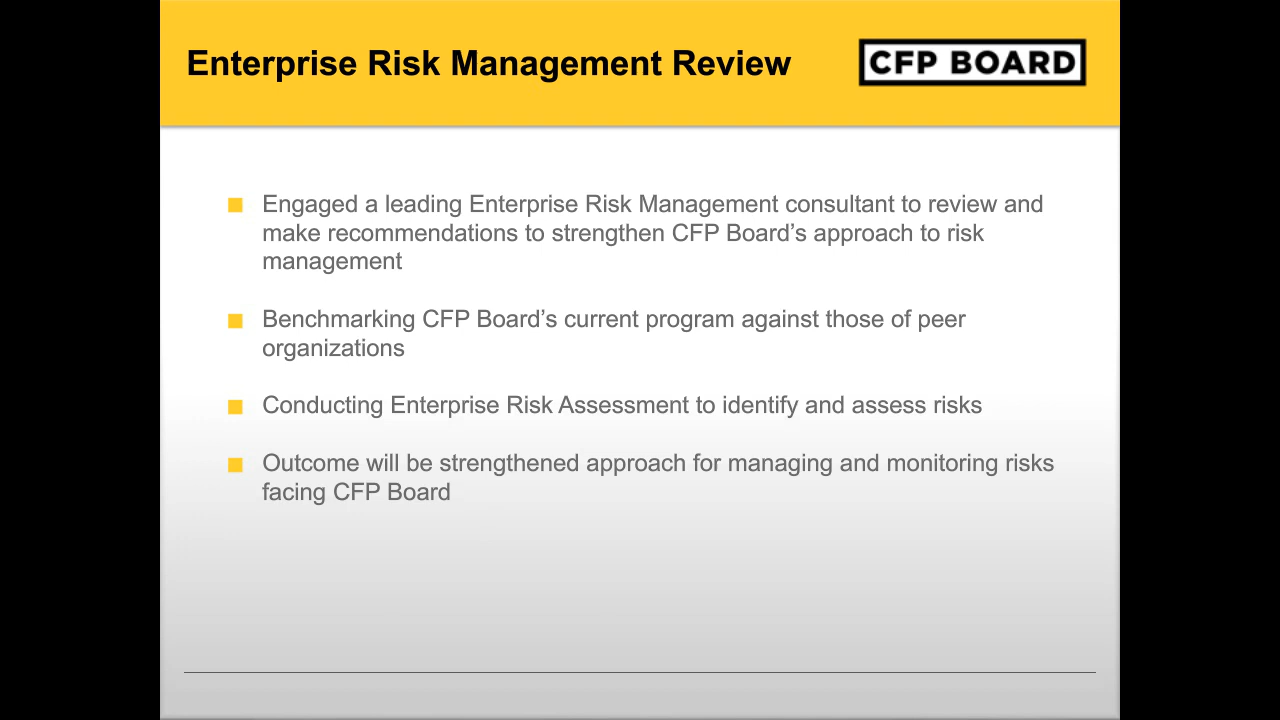 Enterprise Risk Management Review
CFP BOARD
Engaged a leading Enterprise Risk Management consultant to review and
make recommendations to strengthen CFP Board’s approach to risk
management
Benchmarking CFP Board’s current program against those of peer
organizations
Conducting Enterprise Risk Assessment to identify and assess risks
Outcome will be strengthened approach for managing and monitoring risks
facing CFP Board